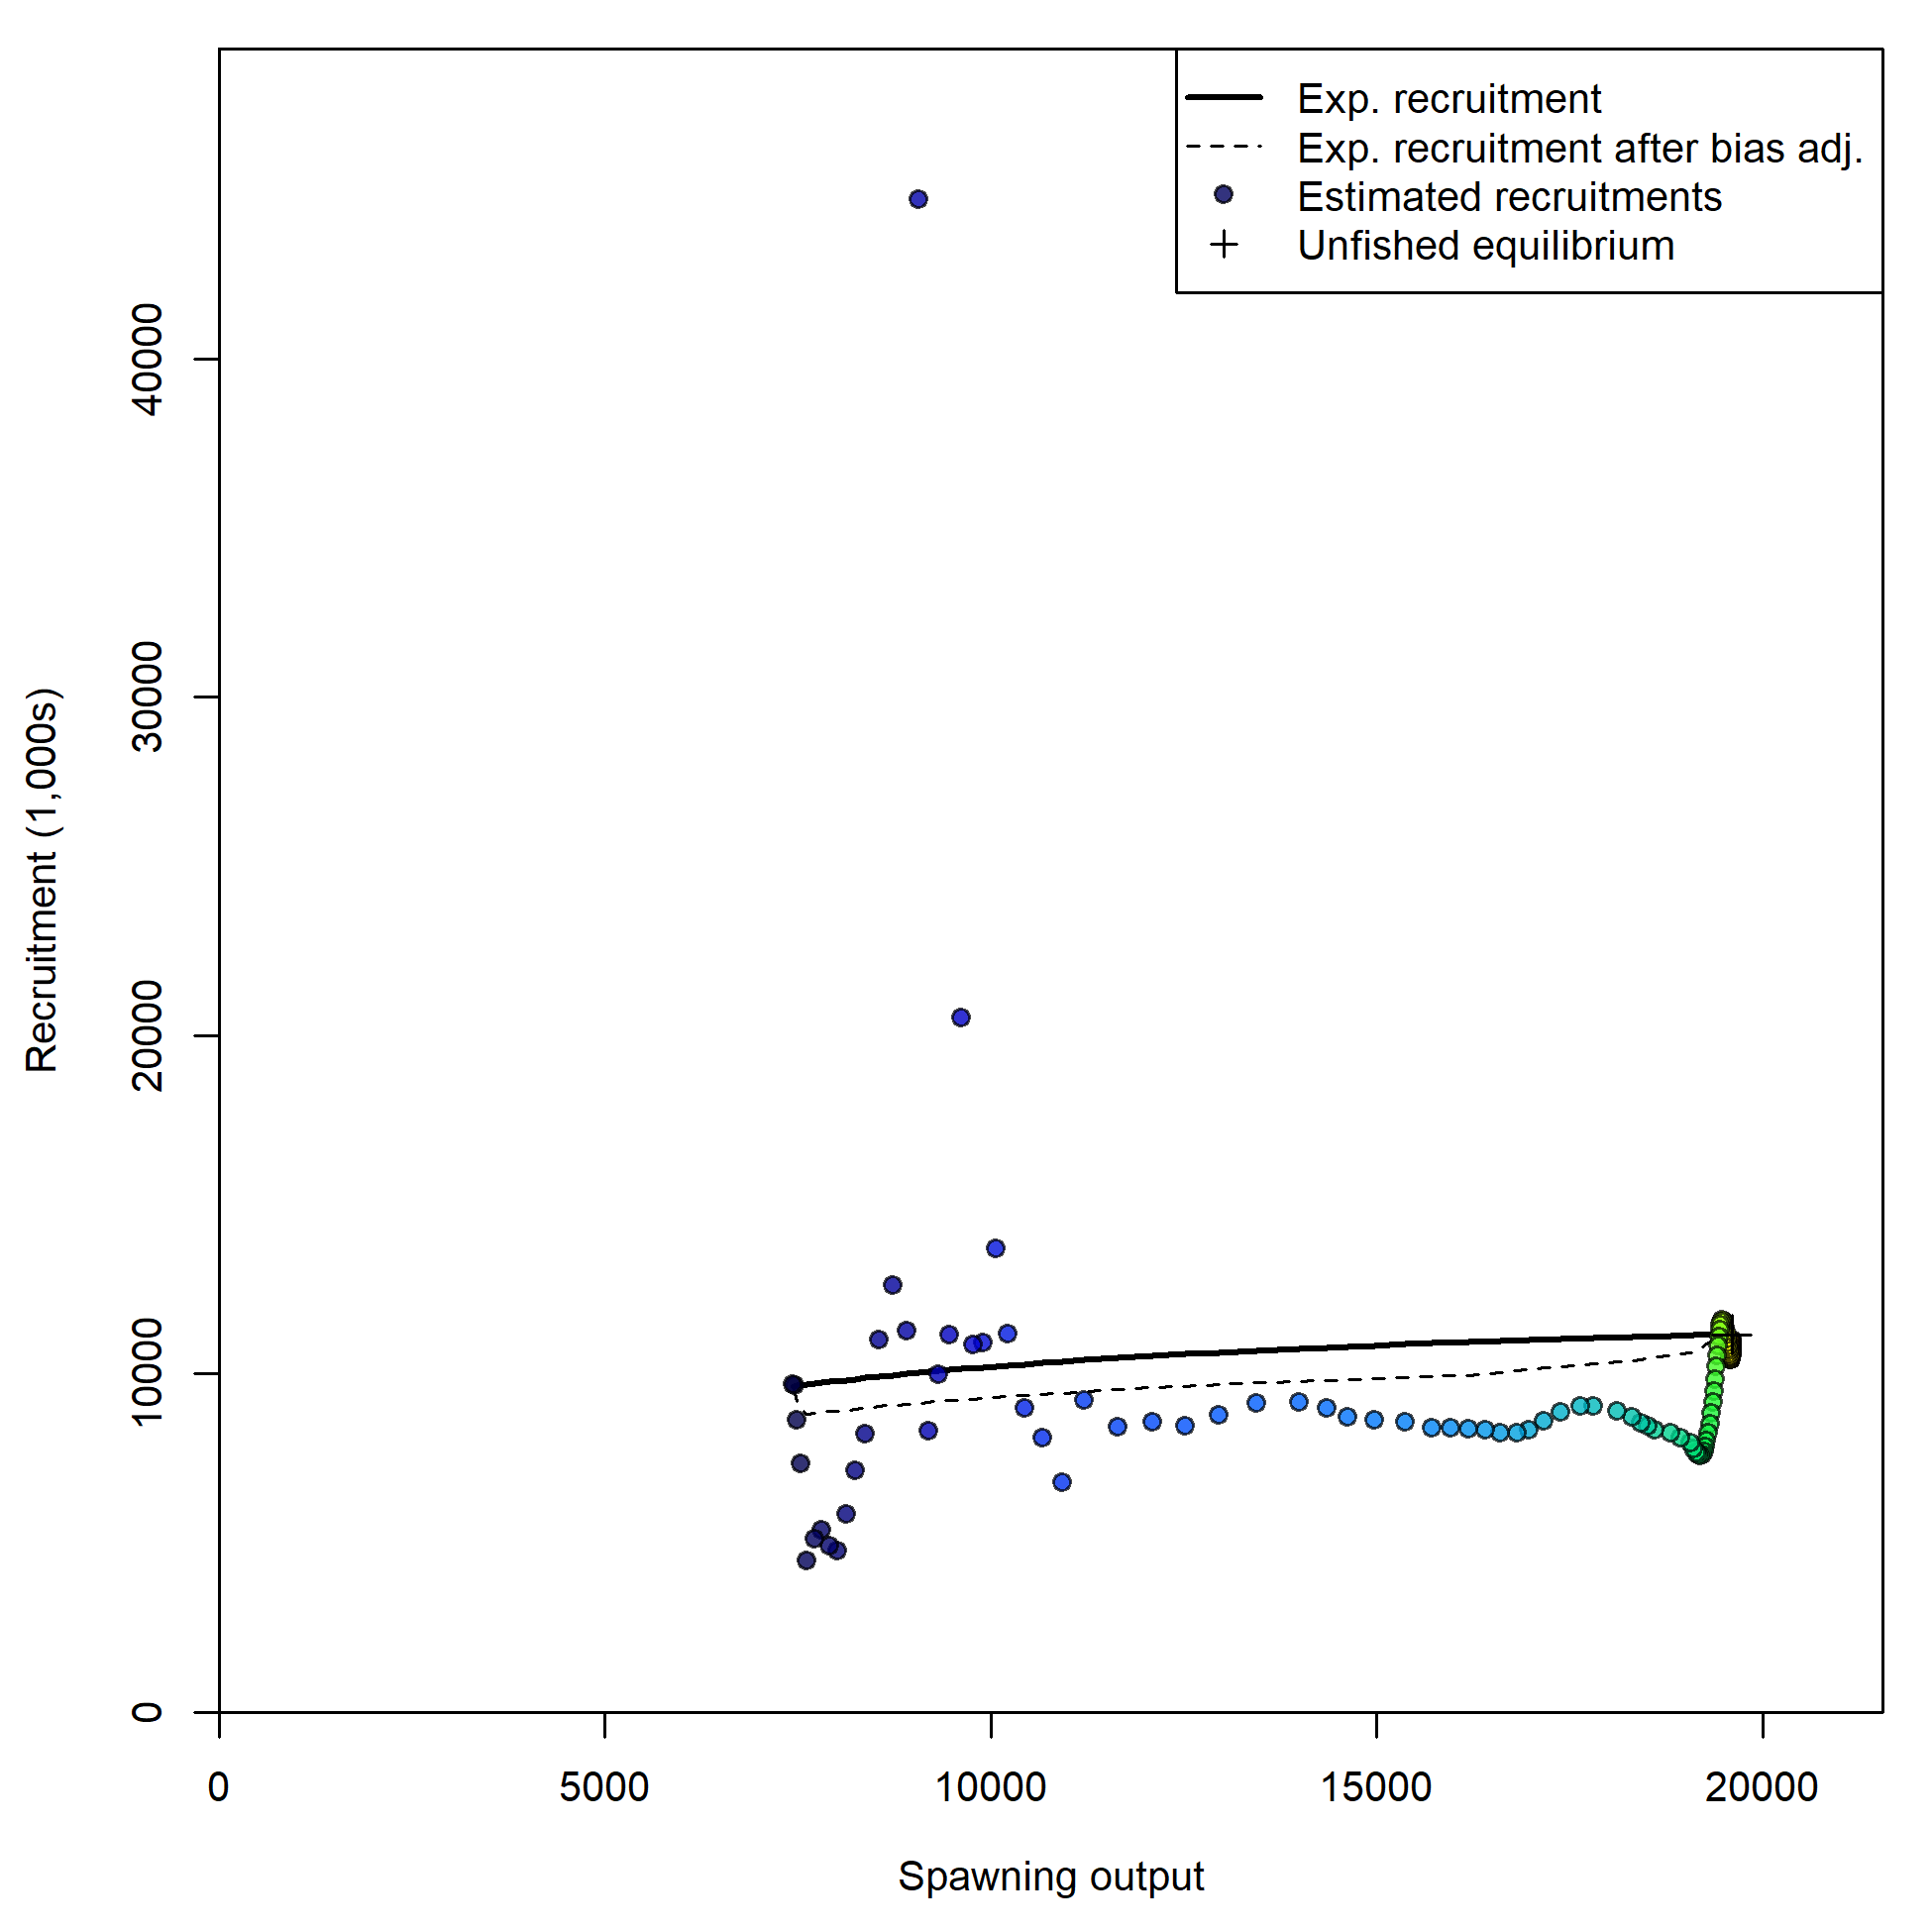 Exp. recruitment
Exp. recruitment after bias adj.
Estimated recruitments
Unfished equilibrium
Recruitment (1,000s)
40000
30000
20000
10000
0
0 5000 10000 15000 20000
Spawning output